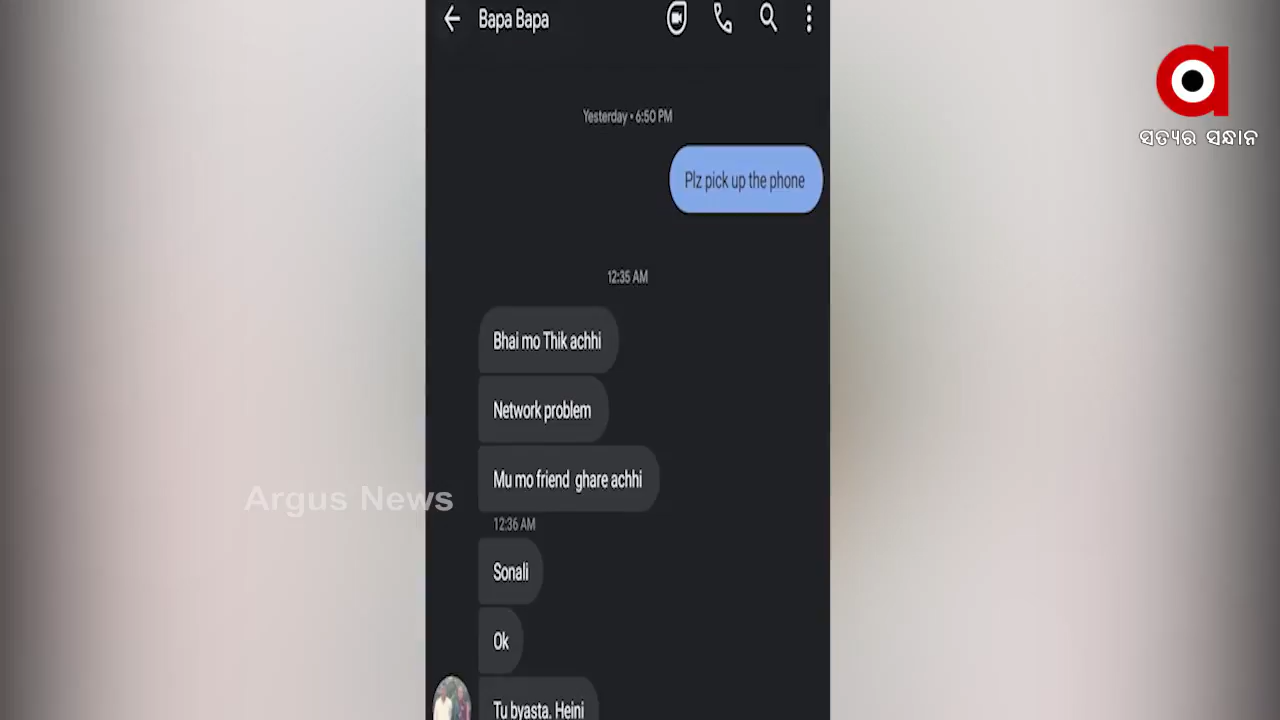 Bapa Bapa
ସତ୍ୟର ସନ୍ଧାନ
Yesterday • 6:50 PM
Plz pick up the phone
12:35 AM
Bhai mo Thik achhi
Network problem
Mu mo friend ghare achhi
Argus News
12:36 AM
Sonali
Ok
Tu byasta. Heini